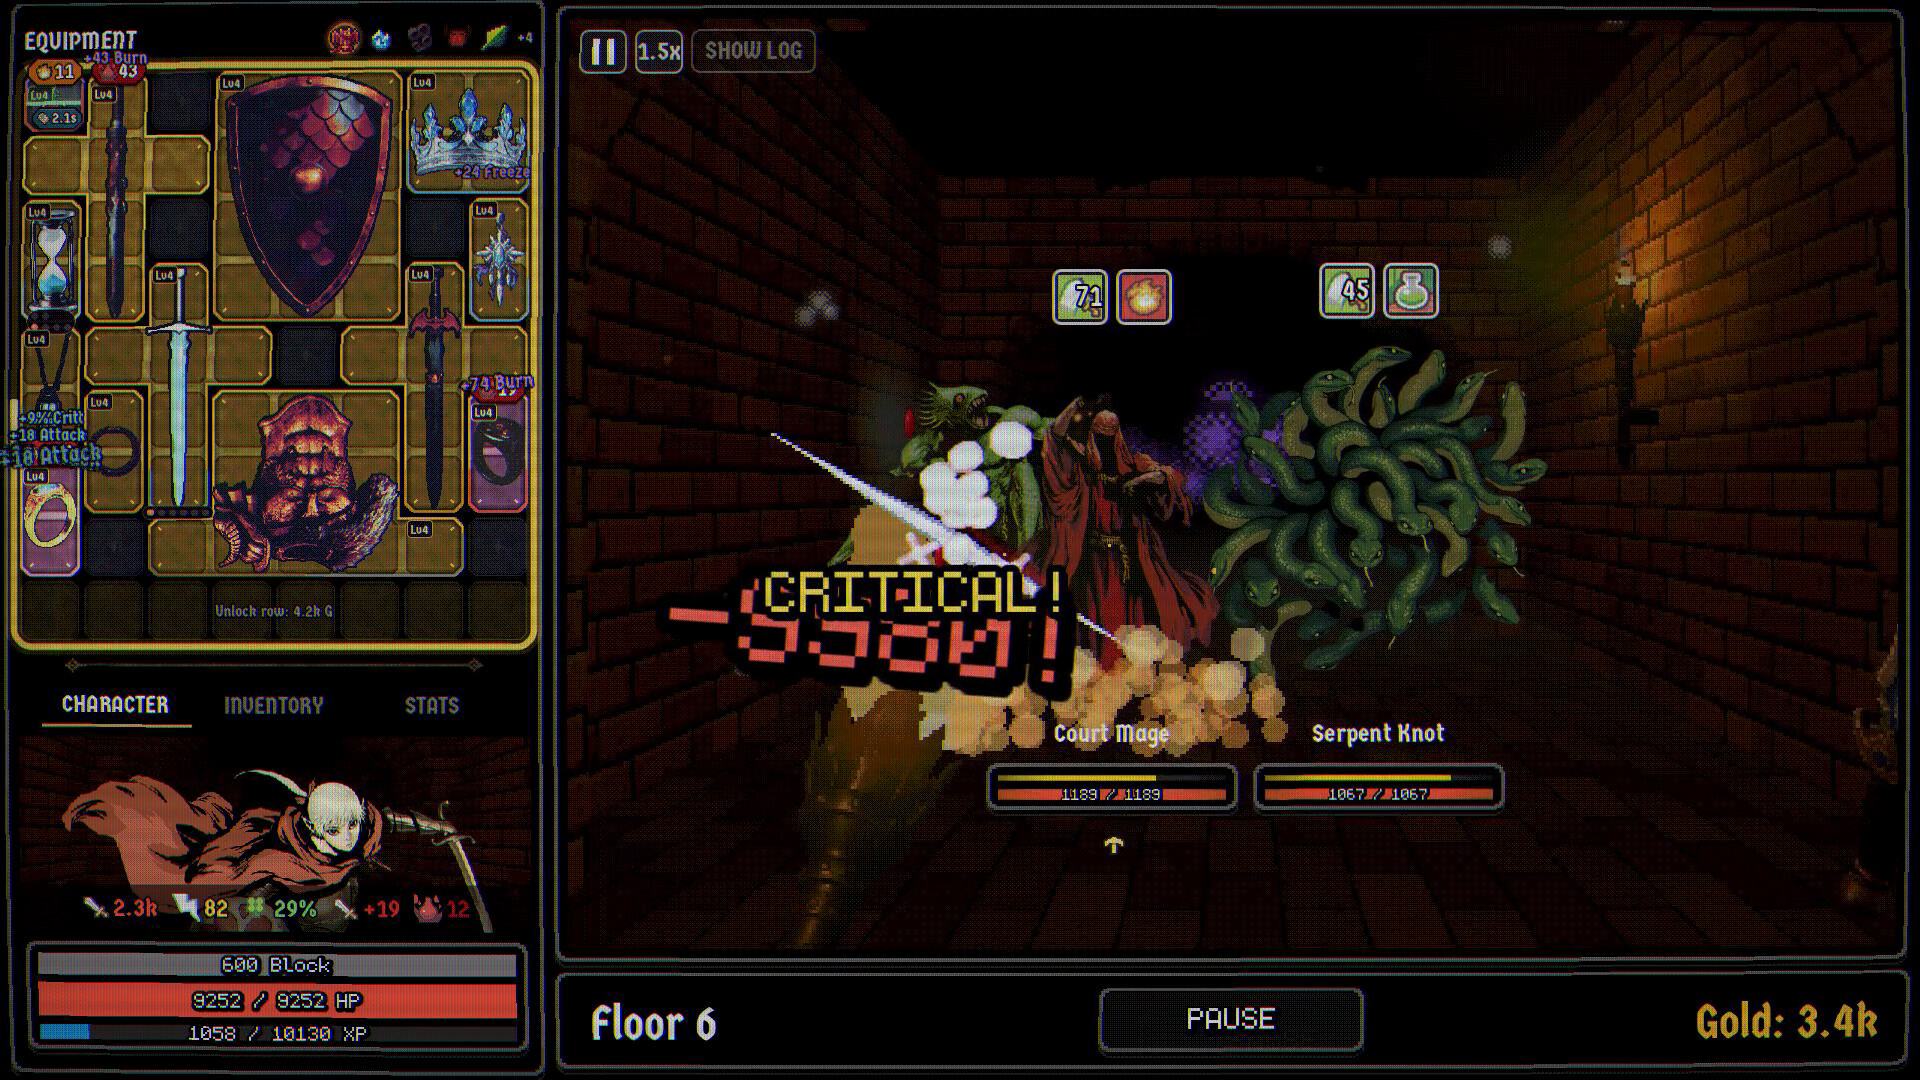 EQUIPMENT
+4
+43 Burn
11
43
Lv4
Lv4
Lv4
Lv4
2.1s
+24 Freeze
Lv4
Lv4
Lv4
Lv4
Lv4
+74 Burn
19
Lv4
Lv4
+9% Crit
+18 Attack
+18 Attack
Lv4
Lv4
Unlock row: 4.2k G
CHARACTER
INVENTORY
STATS
2.3k
82
29%
+19
12
600 Block
9252 / 9252 HP
1058 / 10130 XP
1.5x
SHOW LOG
71
45
CRITICAL!
Court Mage
Serpent Knot
1189 / 1189
1067 / 1067
Floor 6
PAUSE
Gold: 3.4k